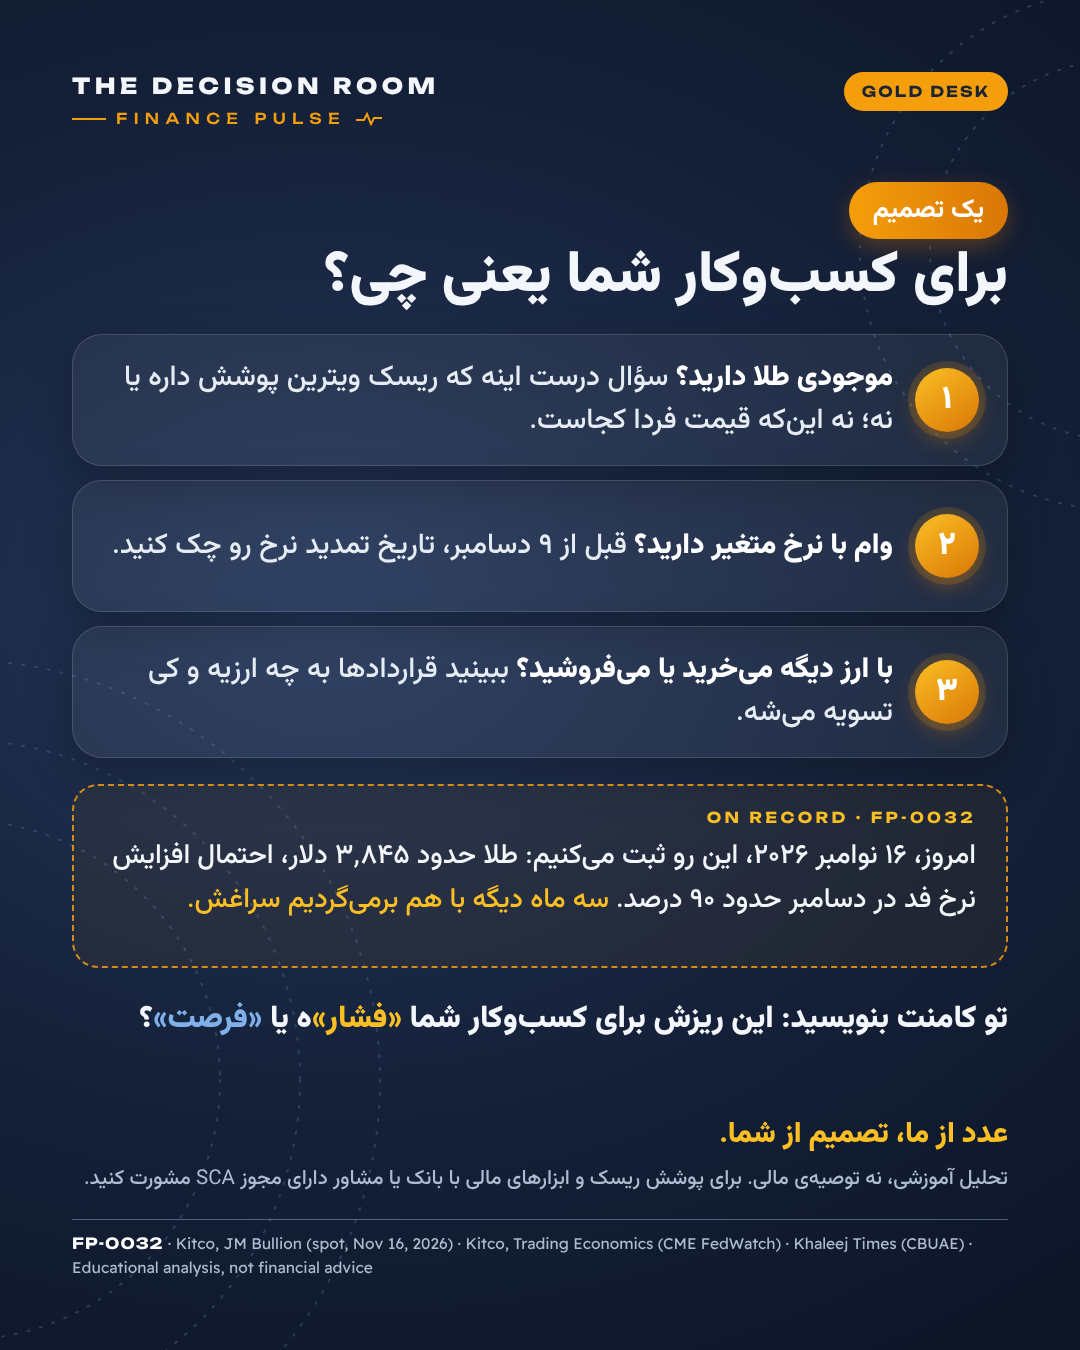 THE DECISION ROOM
FINANCE PULSE
GOLD DESK
یک تصمیم
برای کسب‌وکار شما یعنی چی؟
۱
موجودی طلا دارید؟ سؤال درست اینه که ریسک ویترین پوشش داره یا
نه؛ نه این‌که قیمت فردا کجاست.
۲
وام با نرخ متغیر دارید؟ قبل از ۹ دسامبر، تاریخ تمدید نرخ رو چک کنید.
۳
با ارز دیگه می‌خرید یا می‌فروشید؟ ببینید قراردادها به چه ارزیه و کی
تسویه می‌شه.
ON RECORD · FP-0032
امروز، ۱۶ نوامبر ۲۰۲۶، این رو ثبت می‌کنیم: طلا حدود ۳,۸۴۵ دلار، احتمال افزایش
نرخ فد در دسامبر حدود ۹۰ درصد. سه ماه دیگه با هم برمی‌گردیم سراغش.
تو کامنت بنویسید: این ریزش برای کسب‌وکار شما «فشار»ه یا «فرصت»؟
عدد از ما، تصمیم از شما.
تحلیل آموزشی، نه توصیه‌ی مالی. برای پوشش ریسک و ابزارهای مالی با بانک یا مشاور دارای مجوز SCA مشورت کنید.
FP-0032 · Kitco, JM Bullion (spot, Nov 16, 2026) · Kitco, Trading Economics (CME FedWatch) · Khaleej Times (CBUAE) ·
Educational analysis, not financial advice